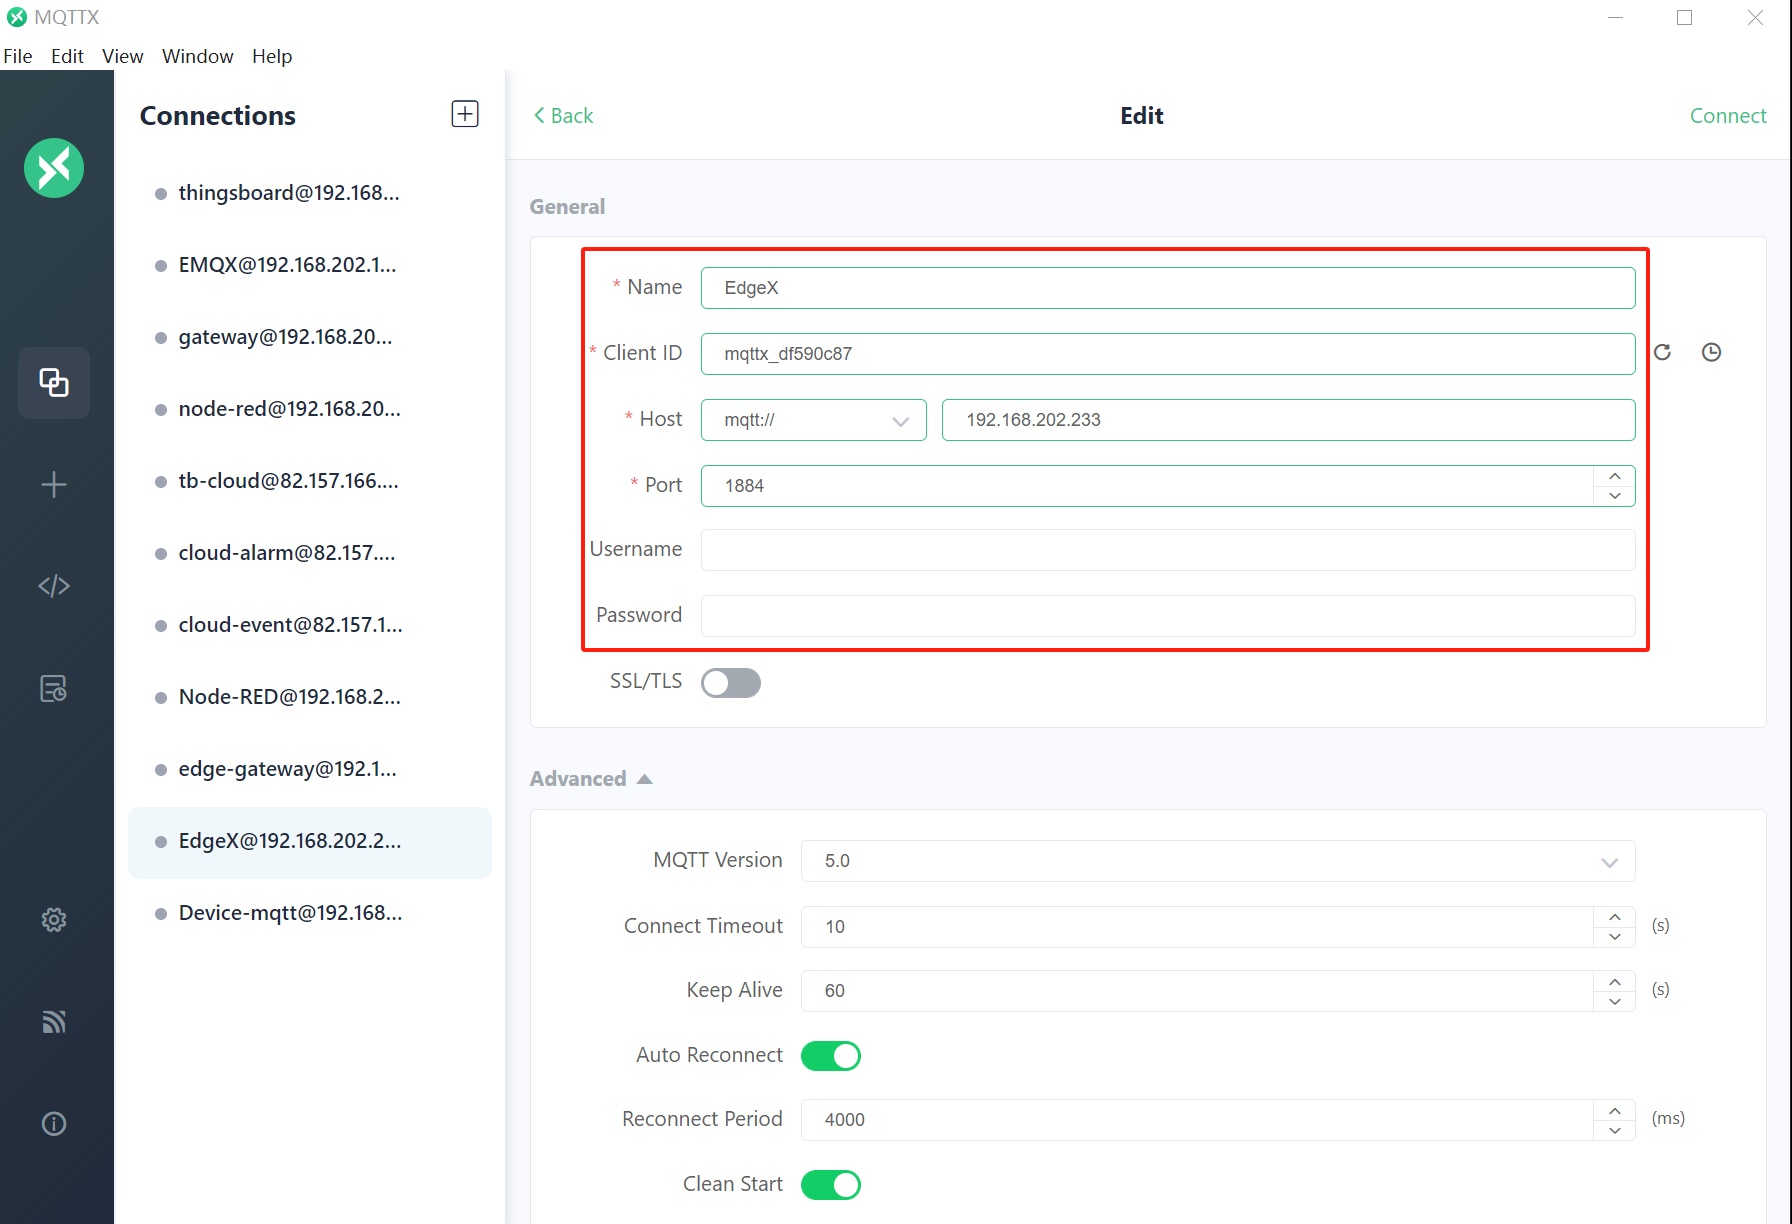 MQTTX
File Edit View Window Help
Connections
thingsboard@192.168...
EMQX@192.168.202.1...
gateway@192.168.20...
node-red@192.168.20...
tb-cloud@82.157.166....
cloud-alarm@82.157....
cloud-event@82.157.1...
Node-RED@192.168.2...
edge-gateway@192.1...
EdgeX@192.168.202.2...
Device-mqtt@192.168...
Back Edit Connect
General
* Name EdgeX
* Client ID mqttx_df590c87
* Host mqtt:// 192.168.202.233
* Port 1884
Username
Password
SSL/TLS
Advanced
MQTT Version 5.0
Connect Timeout 10 (s)
Keep Alive 60 (s)
Auto Reconnect
Reconnect Period 4000 (ms)
Clean Start